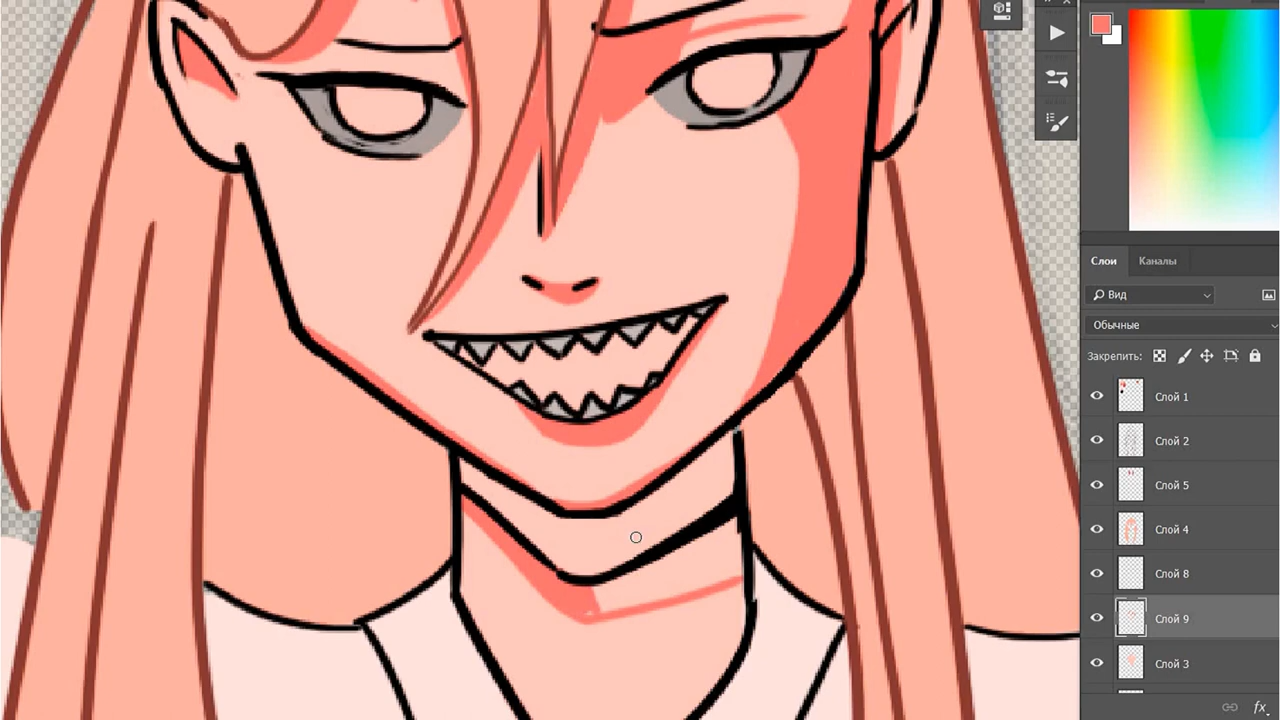 Слои Каналы
Вид
Обычные
Закрепить:
Слой 1
Слой 2
Слой 5
Слой 4
Слой 8
Слой 9
Слой 3
fx